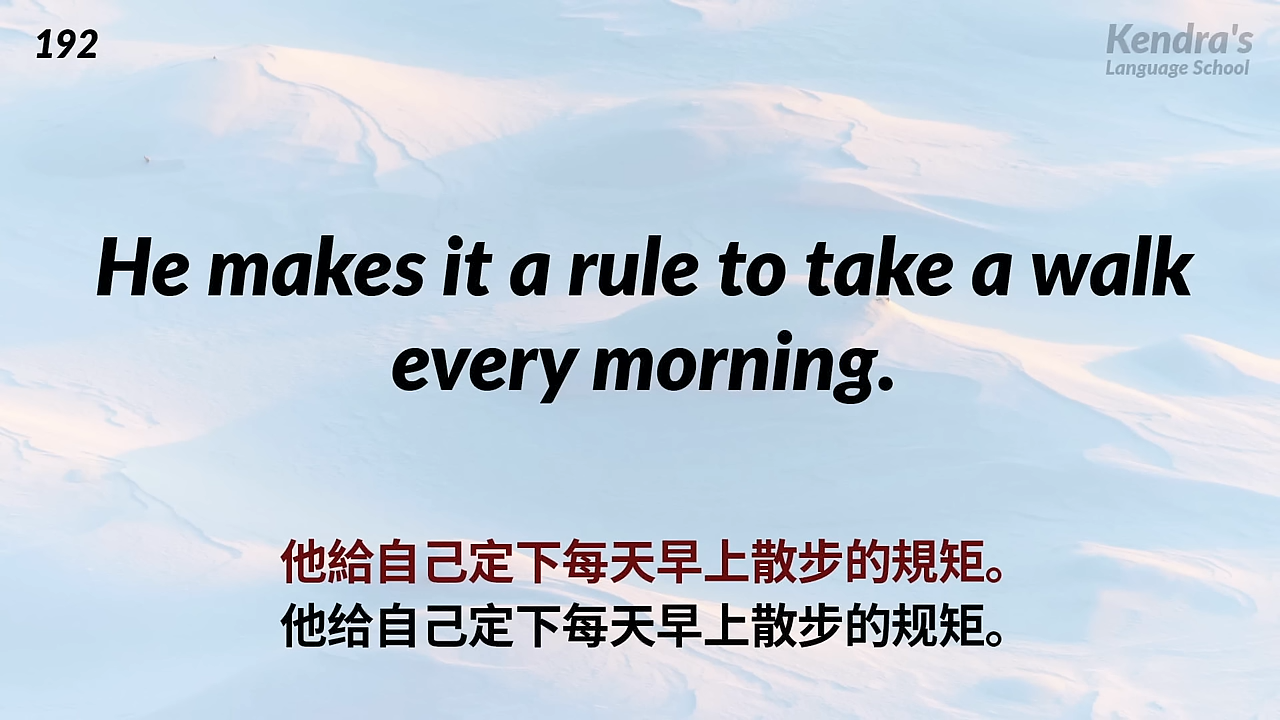 192
Kendra's
Language School
He makes it a rule to take a walk
every morning.
他給自己定下每天早上散步的規矩。
他给自己定下每天早上散步的规矩。